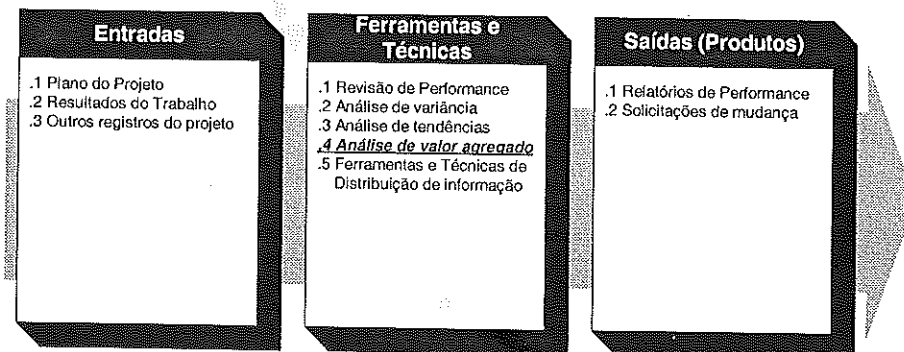 Entradas
.1 Plano do Projeto
.2 Resultados do Trabalho
.3 Outros registros do projeto
Ferramentas e
Técnicas
.1 Revisão de Performance
.2 Análise de variância
.3 Análise de tendências
.4 Análise de valor agregado
.5 Ferramentas e Técnicas de
Distribuição de informação
Saídas (Produtos)
.1 Relatórios de Performance
.2 Solicitações de mudança